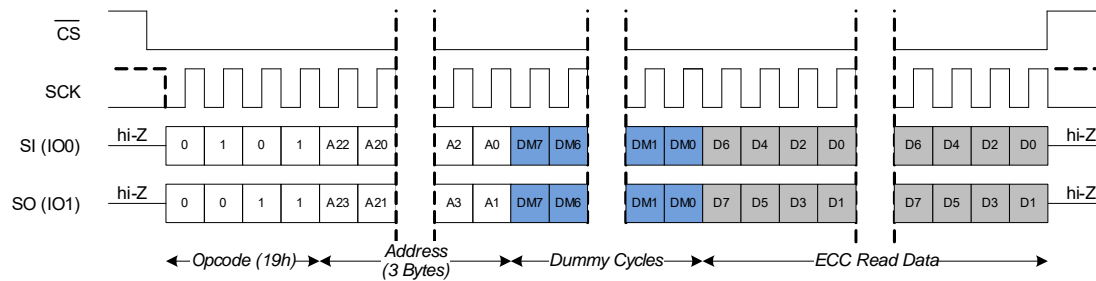 CS
SCK
SI (IO0) hi-Z 0 1 0 1 A22 A20 A2 A0 DM7 DM6 DM1 DM0 D6 D4 D2 D0 D6 D4 D2 D0 hi-Z
SO (IO1) hi-Z 0 0 1 1 A23 A21 A3 A1 DM7 DM6 DM1 DM0 D7 D5 D3 D1 D7 D5 D3 D1 hi-Z
Opcode (19h) Address Dummy Cycles ECC Read Data
(3 Bytes)